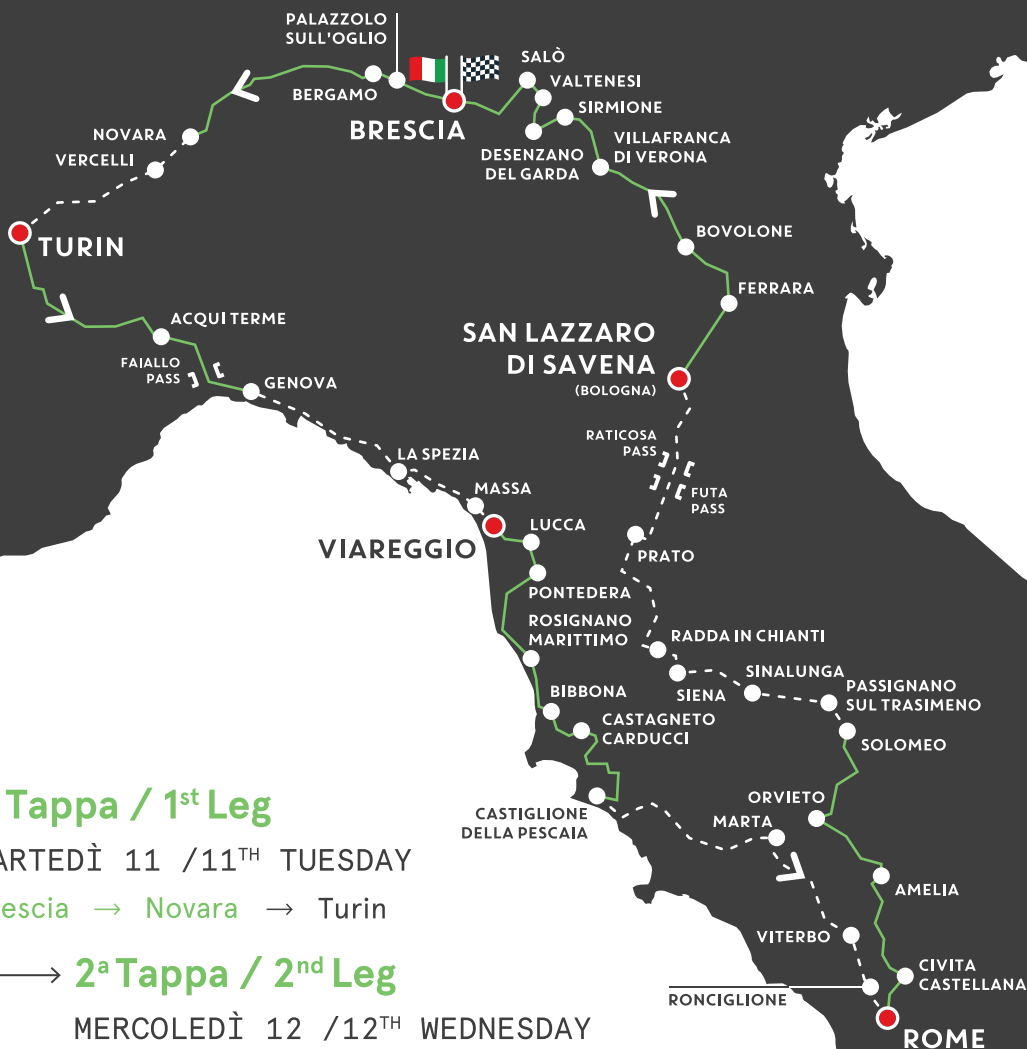 PALAZZOLO
SULL'OGLIO
BERGAMO
BRESCIA
SALÒ
VALTENESI
SIRMIONE
DESENZANO
DEL GARDA
VILLAFRANCA
DI VERONA
NOVARA
VERCELLI
TURIN
BOVOLONE
FERRARA
ACQUI TERME
FAIALLO
PASS
GENOVA
SAN LAZZARO
DI SAVENA
(BOLOGNA)
RATICOSA
PASS
FUTA
PASS
LA SPEZIA
MASSA
VIAREGGIO
LUCCA
PRATO
PONTEDERA
ROSIGNANO
MARITTIMO
RADDA IN CHIANTI
SIENA
SINALUNGA
PASSIGNANO
SUL TRASIMENO
SOLOMEO
BIBBONA
CASTAGNETO
CARDUCCI
CASTIGLIONE
DELLA PESCAIA
ORVIETO
MARTA
AMELIA
VITERBO
CIVITA
CASTELLANA
RONCIGLIONE
ROME
Tappa / 1st Leg
ARTEDÌ 11 /11TH TUESDAY
escia → Novara → Turin
→ 2a Tappa / 2nd Leg
MERCOLEDÌ 12 /12TH WEDNESDAY